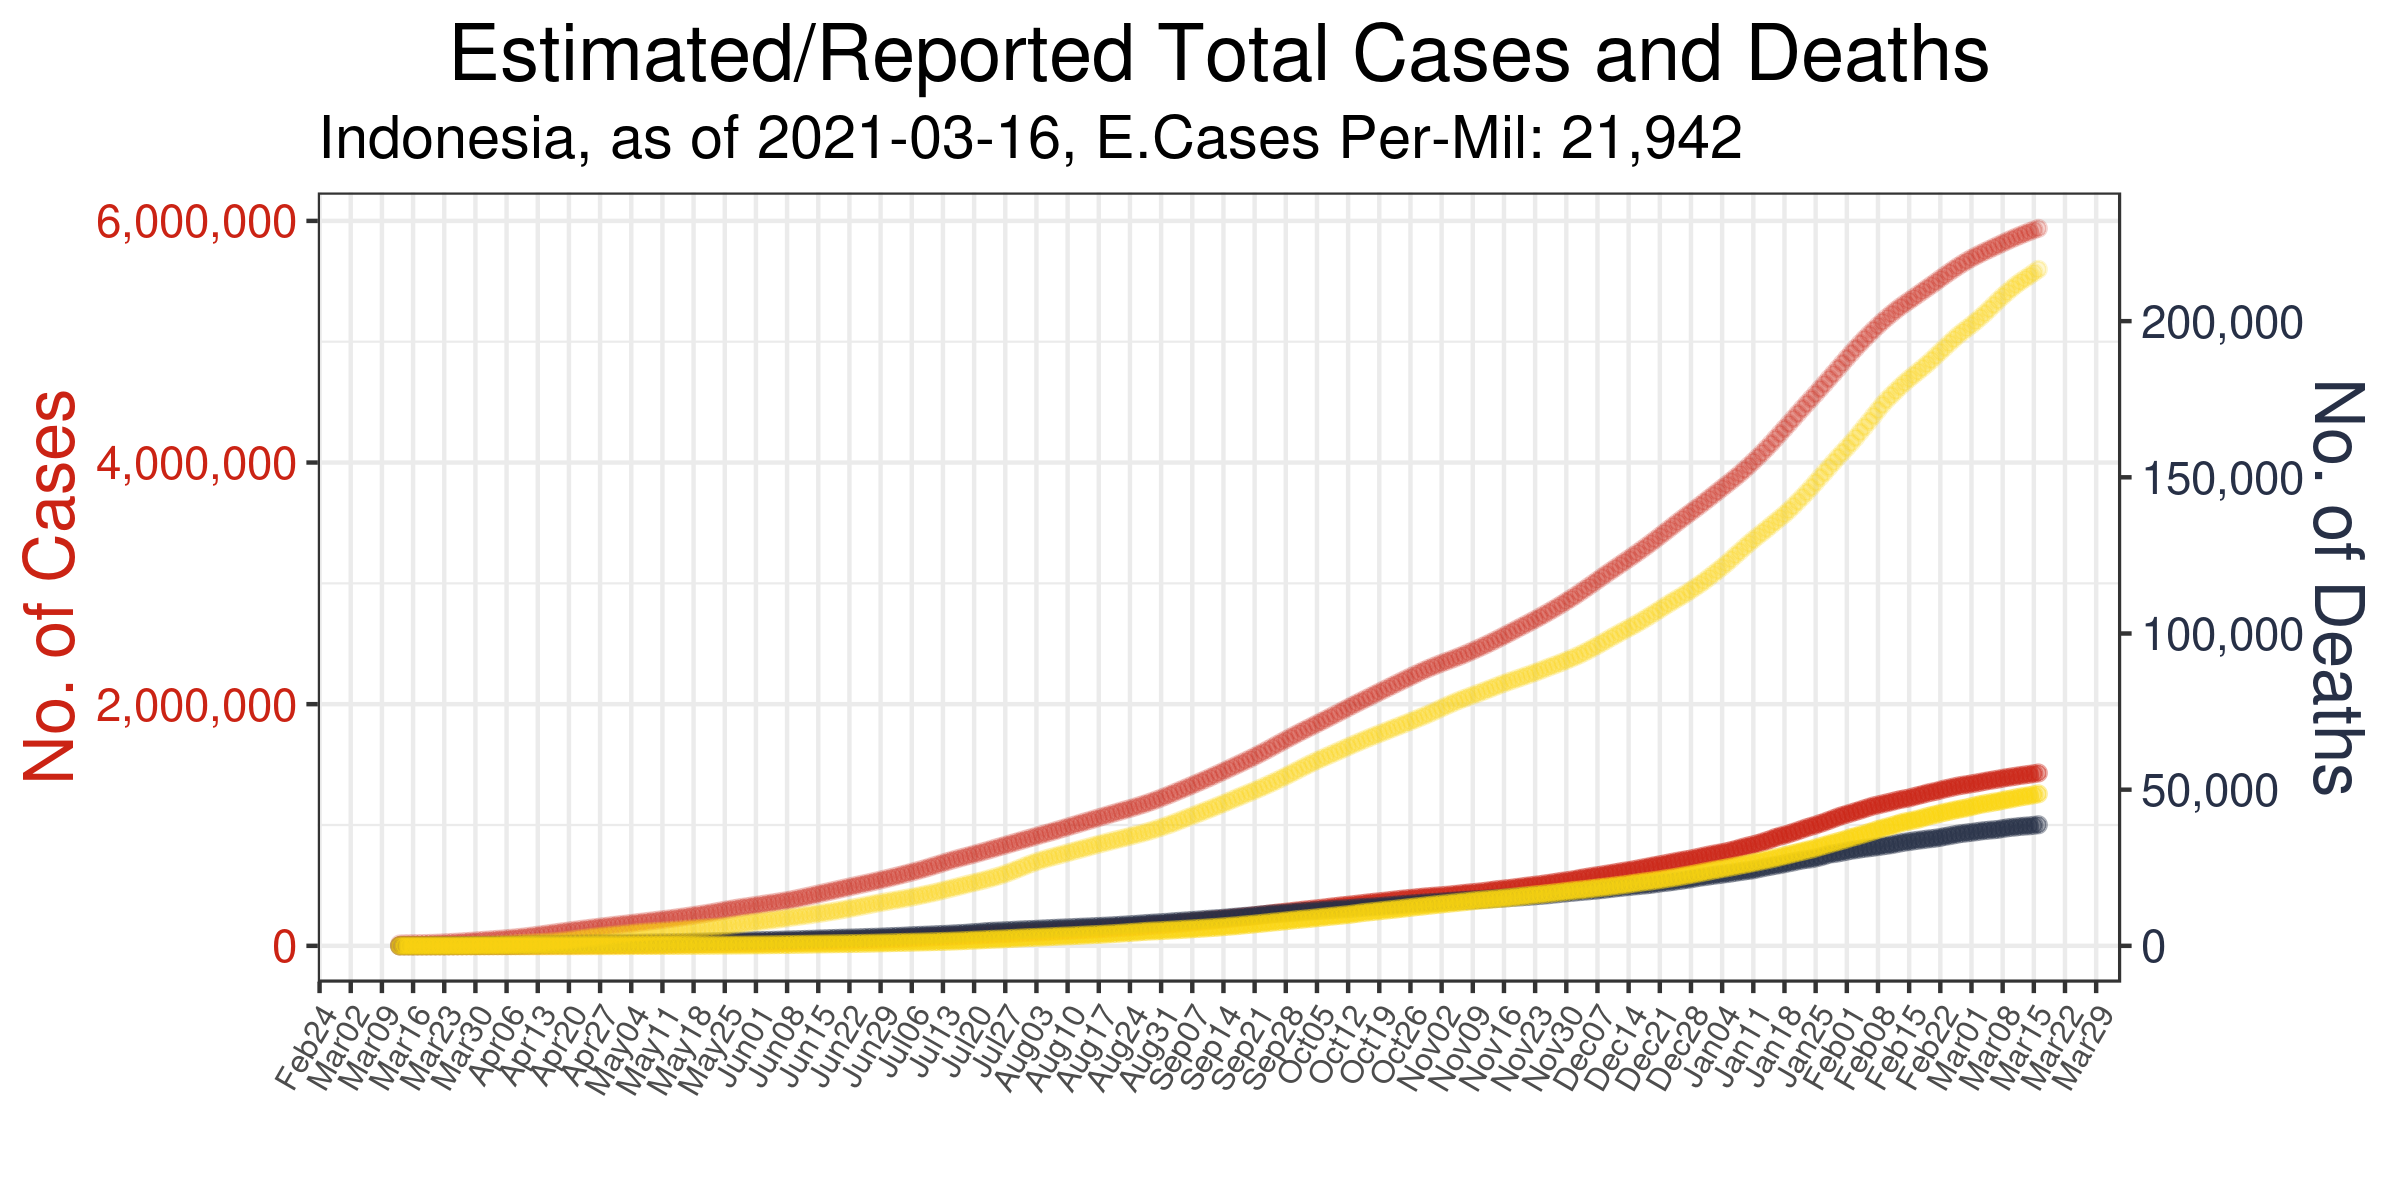 Estimated/Reported Total Cases and Deaths
Indonesia, as of 2021-03-16, E.Cases Per-Mil: 21,942
No. of Cases
6,000,000
4,000,000
2,000,000
0
200,000
150,000
100,000
50,000
0
No. of Deaths
Feb24
Mar02
Mar09
Mar16
Mar23
Mar30
Apr06
Apr13
Apr20
Apr27
May04
May11
May18
May25
Jun01
Jun08
Jun15
Jun22
Jun29
Jul06
Jul13
Jul20
Jul27
Aug03
Aug10
Aug17
Aug24
Aug31
Sep07
Sep14
Sep21
Sep28
Oct05
Oct12
Oct19
Oct26
Nov02
Nov09
Nov16
Nov23
Nov30
Dec07
Dec14
Dec21
Dec28
Jan04
Jan11
Jan18
Jan25
Feb01
Feb08
Feb15
Feb22
Mar01
Mar08
Mar15
Mar22
Mar29